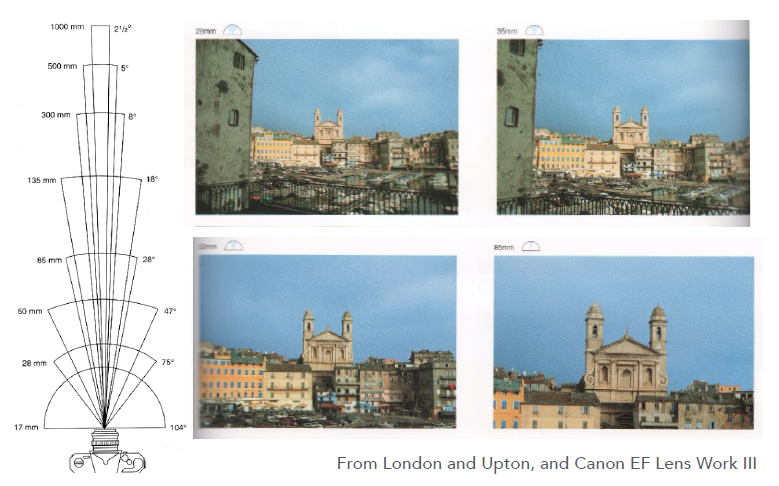 1000 mm 2½°
500 mm 5°
300 mm 8°
135 mm 18°
85 mm 28°
50 mm 47°
28 mm 75°
17 mm 104°
28mm
35mm
85mm
From London and Upton, and Canon EF Lens Work III